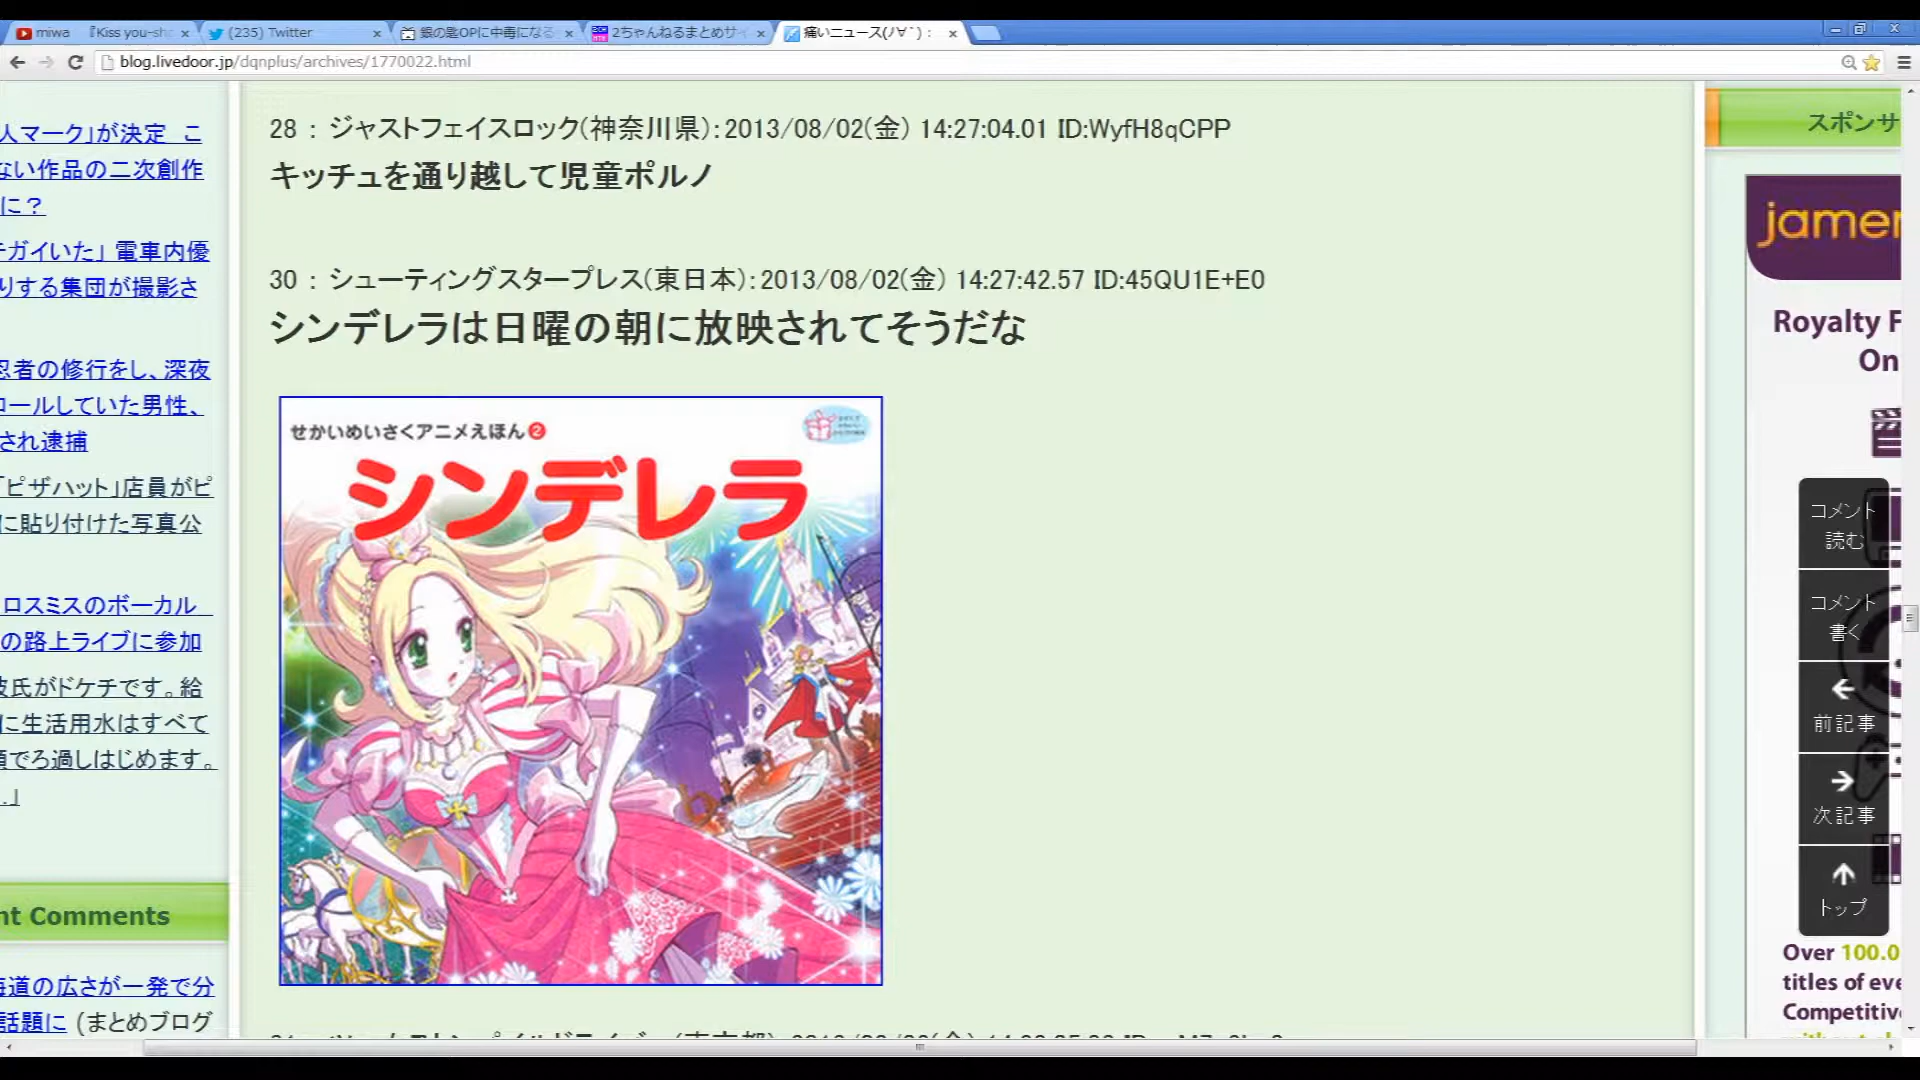 miwa 『Kiss you-sh
(235) Twitter
銀の匙OPに中毒になる
2ちゃんねるまとめサイ
痛いニュース(ﾉ∀`) :
blog.livedoor.jp/dqnplus/archives/1770022.html
人マーク」が決定 こ
ない作品の二次創作
に？
ガイいた」 電車内優
りする集団が撮影さ
忍者の修行をし、深夜
ロールしていた男性、
され逮捕
「ピザハット」店員がピ
に貼り付けた写真公
ロスミスのボーカル
の路上ライブに参加
彼氏がドケチです。給
に生活用水はすべて
でろ過しはじめます。
..」
nt Comments
海道の広さが一発で分
話題に (まとめブログ
28 : ジャストフェイスロック(神奈川県):2013/08/02(金) 14:27:04.01 ID:WyfH8qCPP
キッチュを通り越して児童ポルノ
30 : シューティングスタープレス(東日本):2013/08/02(金) 14:27:42.57 ID:45QU1E+E0
シンデレラは日曜の朝に放映されてそうだな
せかいめいさくアニメえほん2
シンデレラ
スポンサ
jamen
Royalty F
On
コメント
読む
コメント
書く
前記事
次記事
トップ
Over 100.0
titles of eve
Competitive